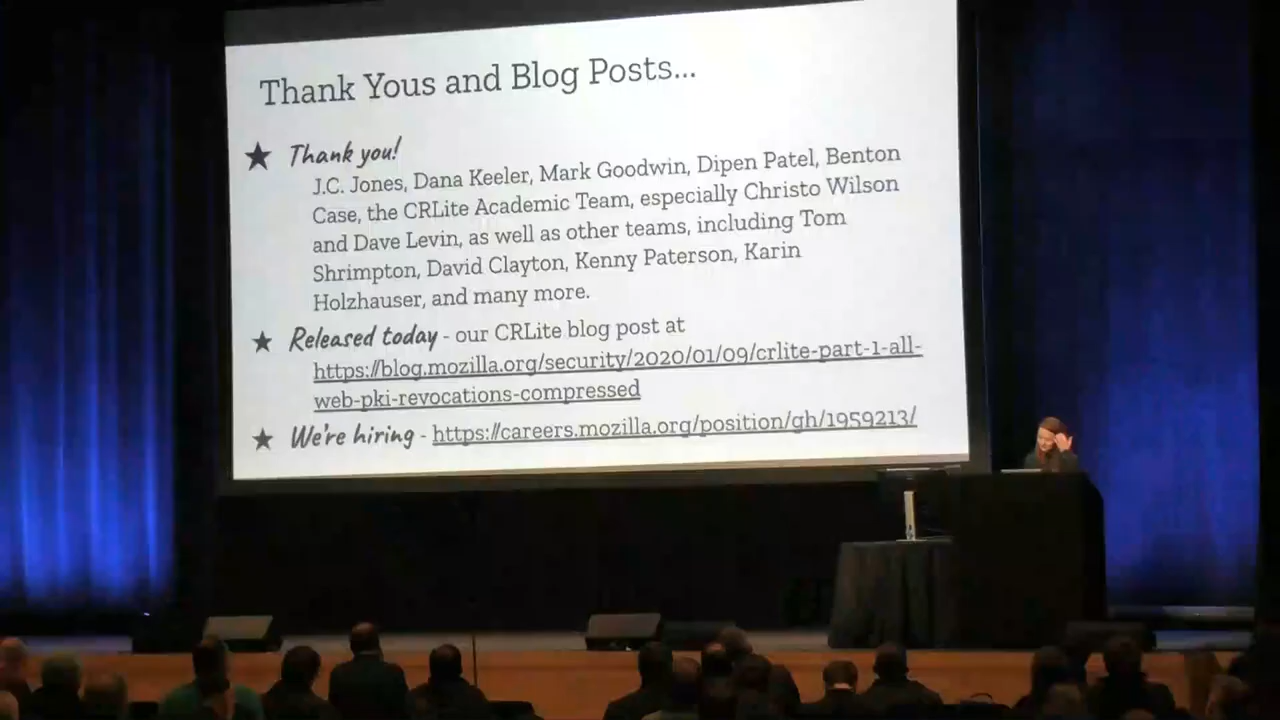 Thank Yous and Blog Posts...
★ Thank you!
J.C. Jones, Dana Keeler, Mark Goodwin, Dipen Patel, Benton
Case, the CRLite Academic Team, especially Christo Wilson
and Dave Levin, as well as other teams, including Tom
Shrimpton, David Clayton, Kenny Paterson, Karin
Holzhauser, and many more.
★ Released today - our CRLite blog post at
https://blog.mozilla.org/security/2020/01/09/crlite-part-1-all-
web-pki-revocations-compressed
★ We're hiring - https://careers.mozilla.org/position/gh/1959213/